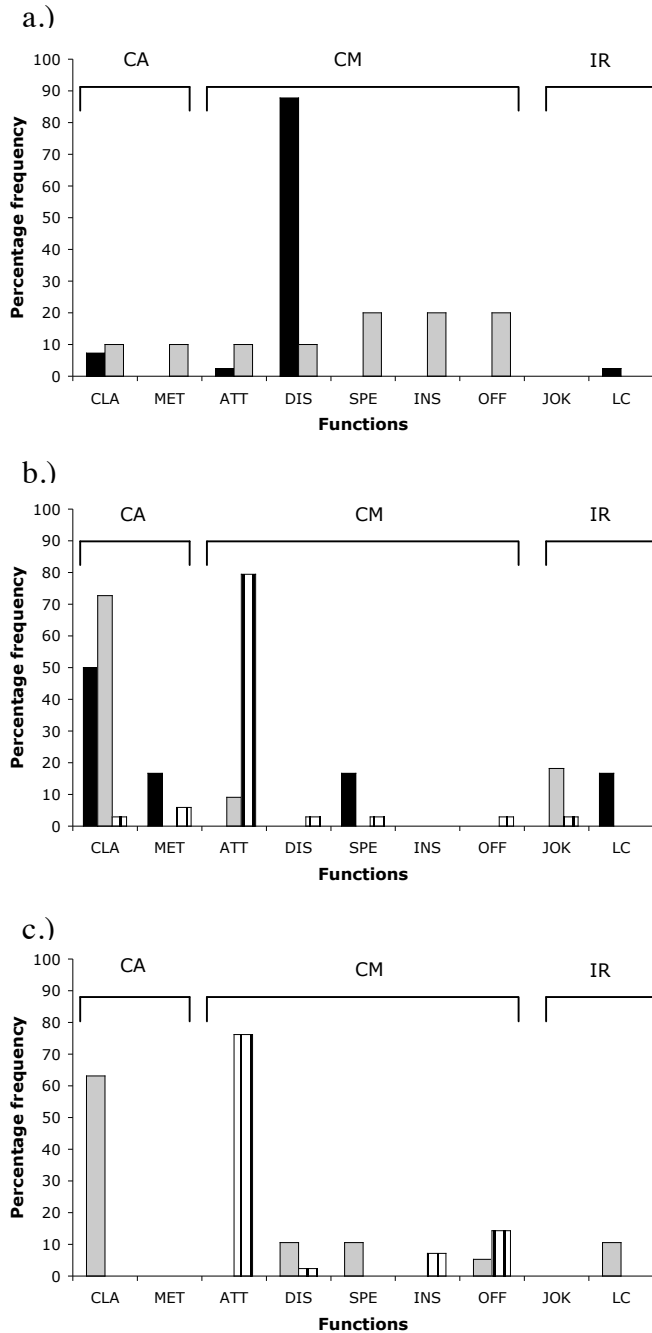 a.)
CA CM IR
100
90
80
70
60
50
40
30
20
10
0
Percentage frequency
CLA MET ATT DIS SPE INS OFF JOK LC
Functions
b.)
CA CM IR
100
90
80
70
60
50
40
30
20
10
0
Percentage frequency
CLA MET ATT DIS SPE INS OFF JOK LC
Functions
c.)
CA CM IR
100
90
80
70
60
50
40
30
20
10
0
Percentage frequency
CLA MET ATT DIS SPE INS OFF JOK LC
Functions